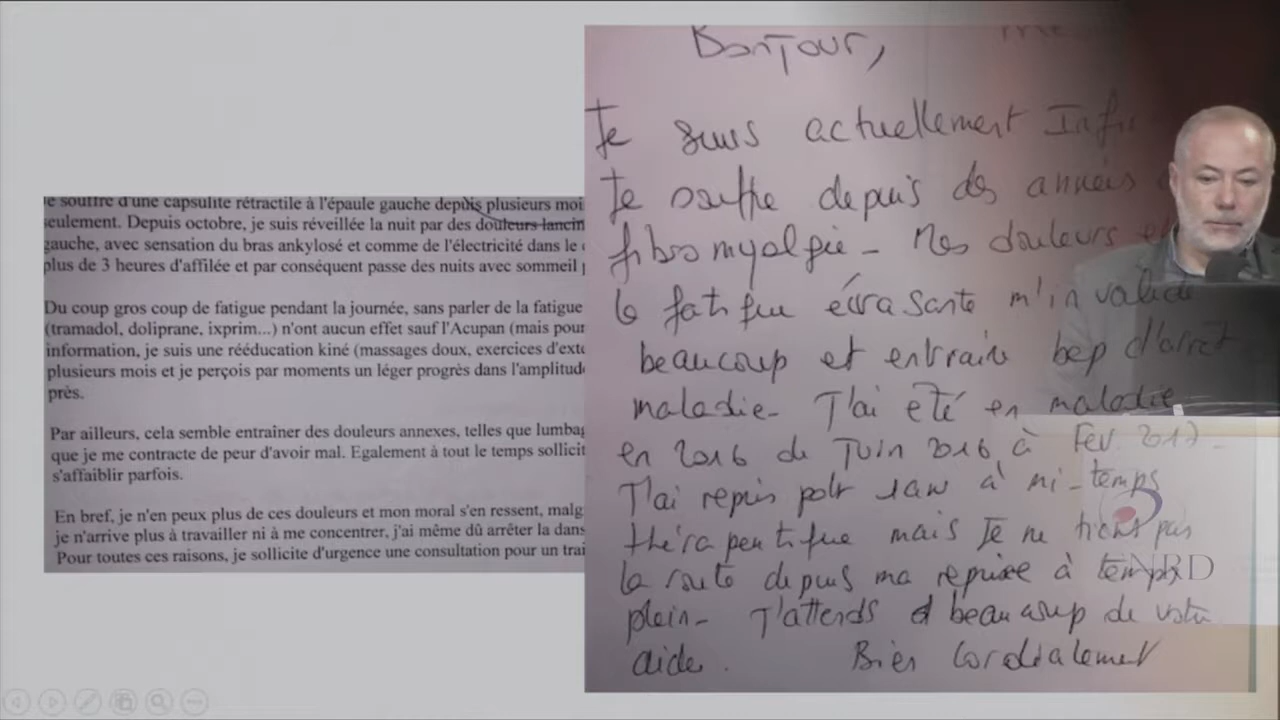 je souffre d'une capsulite rétractile à l'épaule gauche depuis plusieurs moi
seulement. Depuis octobre, je suis réveillée la nuit par des douleurs lancin
gauche, avec sensation du bras ankylosé et comme de l'électricité dans le
plus de 3 heures d'affilée et par conséquent passe des nuits avec sommeil
Du coup gros coup de fatigue pendant la journée, sans parler de la fatigue
(tramadol, doliprane, ixprim...) n'ont aucun effet sauf l'Acupan (mais pour
information, je suis une rééducation kiné (massages doux, exercices d'exte
plusieurs mois et je perçois par moments un léger progrès dans l'amplitude
près.
Par ailleurs, cela semble entraîner des douleurs annexes, telles que lumbag
que je me contracte de peur d'avoir mal. Egalement à tout le temps sollicit
s'affaiblir parfois.
En bref, je n'en peux plus de ces douleurs et mon moral s'en ressent, malg
je n'arrive plus à travailler ni à me concentrer, j'ai même dû arrêter la dans
Pour toutes ces raisons, je sollicite d'urgence une consultation pour un trai
Bonjour,
Je suis actuellement Infir
Je souffre depuis des années
fibromyalgie - Mes douleurs et
la fatigue écrasante m'invalide
beaucoup et entraine bcp d'arrêt
maladie - J'ai été en maladie
en 2016 de Juin 2016 à Fev. 2017 -
J'ai repris à mi-temps
thérapeutique mais Je ne tiens pas
la route depuis ma reprise à temps
plein - J'attends beaucoup de votre
aide. Bien Cordialement
NRD